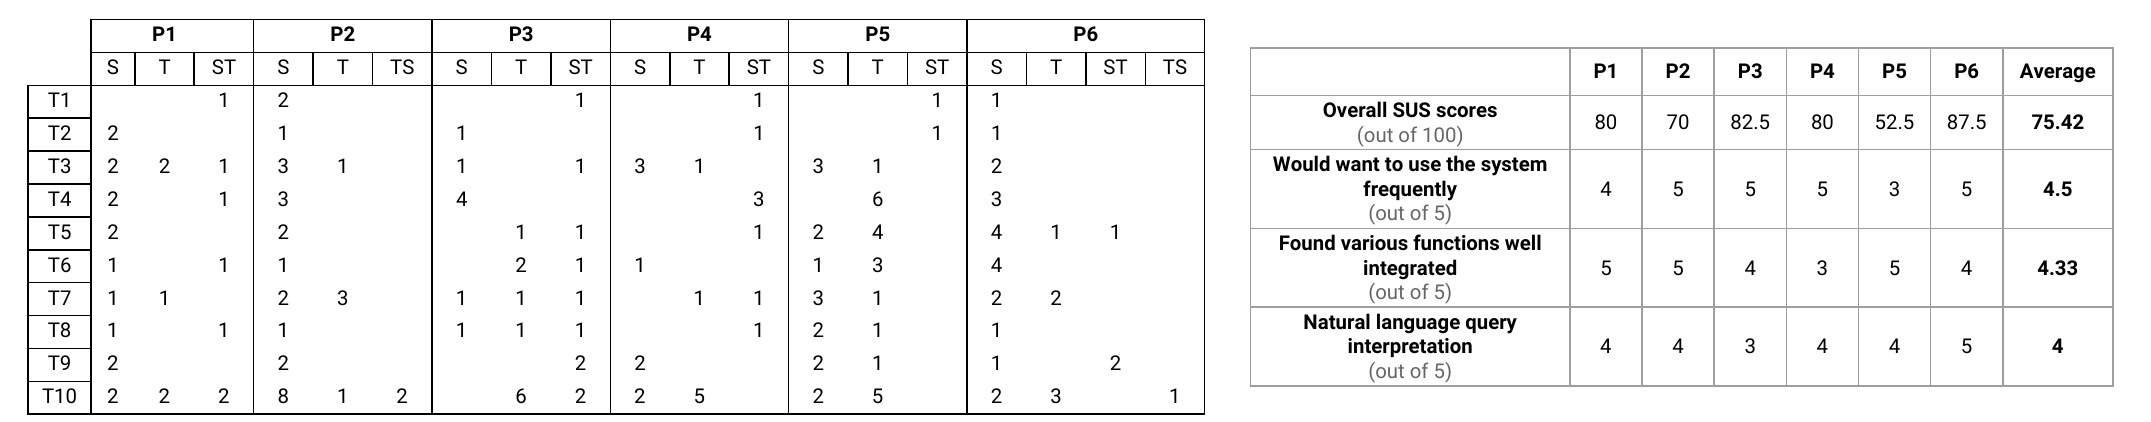 P1 P2 P3 P4 P5 P6
S T ST S T TS S T ST S T ST S T ST S T ST TS
T1 1 2 1 1 1 1
T2 2 1 1 1 1 1
T3 2 2 1 3 1 1 1 3 1 3 1 2
T4 2 1 3 4 3 6 3
T5 2 2 1 1 1 2 4 4 1 1
T6 1 1 1 2 1 1 1 3 4
T7 1 1 2 3 1 1 1 1 1 3 1 2 2
T8 1 1 1 1 1 1 1 2 1 1
T9 2 2 2 2 2 1 1 2
T10 2 2 2 8 1 2 6 2 2 5 2 5 2 3 1
P1 P2 P3 P4 P5 P6 Average
Overall SUS scores
(out of 100)
80 70 82.5 80 52.5 87.5 75.42
Would want to use the system
frequently
(out of 5)
4 5 5 5 3 5 4.5
Found various functions well
integrated
(out of 5)
5 5 4 3 5 4 4.33
Natural language query
interpretation
(out of 5)
4 4 3 4 4 5 4